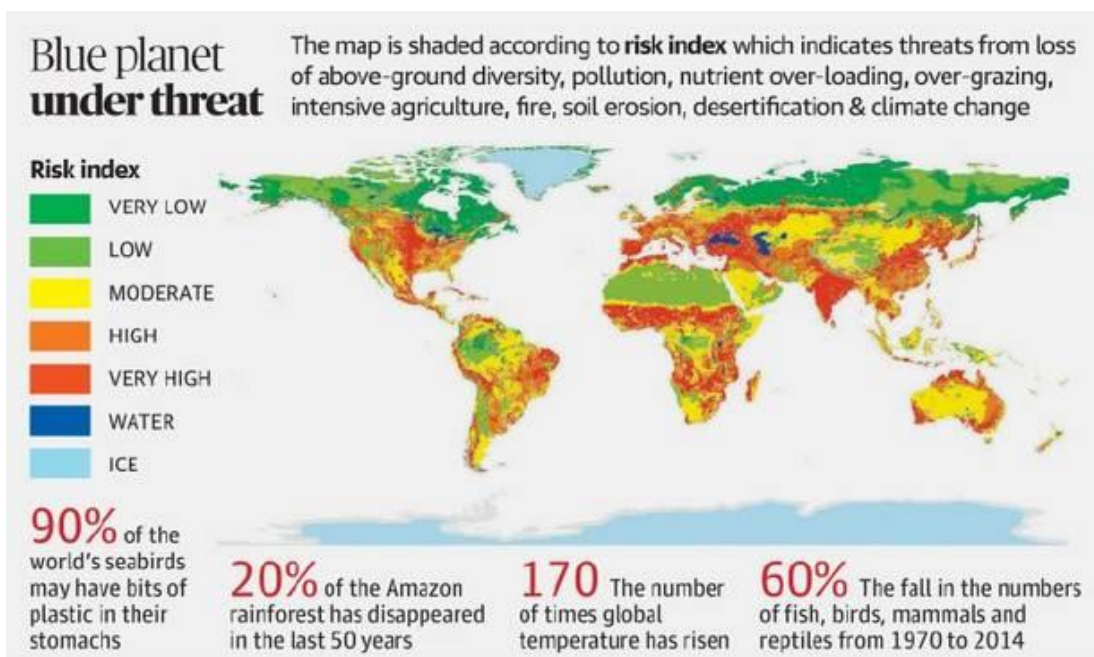 Blue planet
under threat
The map is shaded according to risk index which indicates threats from loss
of above-ground diversity, pollution, nutrient over-loading, over-grazing,
intensive agriculture, fire, soil erosion, desertification & climate change
Risk index
VERY LOW
LOW
MODERATE
HIGH
VERY HIGH
WATER
ICE
90% of the
world's seabirds
may have bits of
plastic in their
stomachs
20% of the Amazon
rainforest has disappeared
in the last 50 years
170 The number
of times global
temperature has risen
60% The fall in the numbers
of fish, birds, mammals and
reptiles from 1970 to 2014